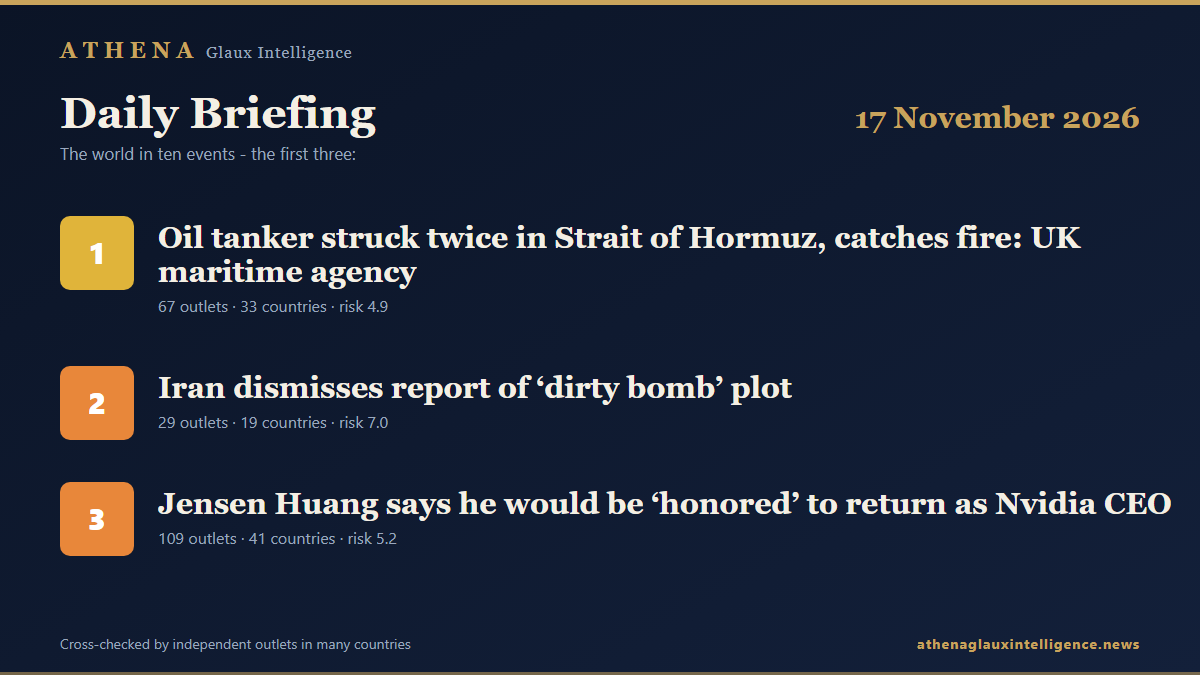 ATHENA Glaux Intelligence
Daily Briefing
17 November 2026
The world in ten events - the first three:
1
Oil tanker struck twice in Strait of Hormuz, catches fire: UK
maritime agency
67 outlets · 33 countries · risk 4.9
2
Iran dismisses report of ‘dirty bomb’ plot
29 outlets · 19 countries · risk 7.0
3
Jensen Huang says he would be ‘honored’ to return as Nvidia CEO
109 outlets · 41 countries · risk 5.2
Cross-checked by independent outlets in many countries
athenaglauxintelligence.news